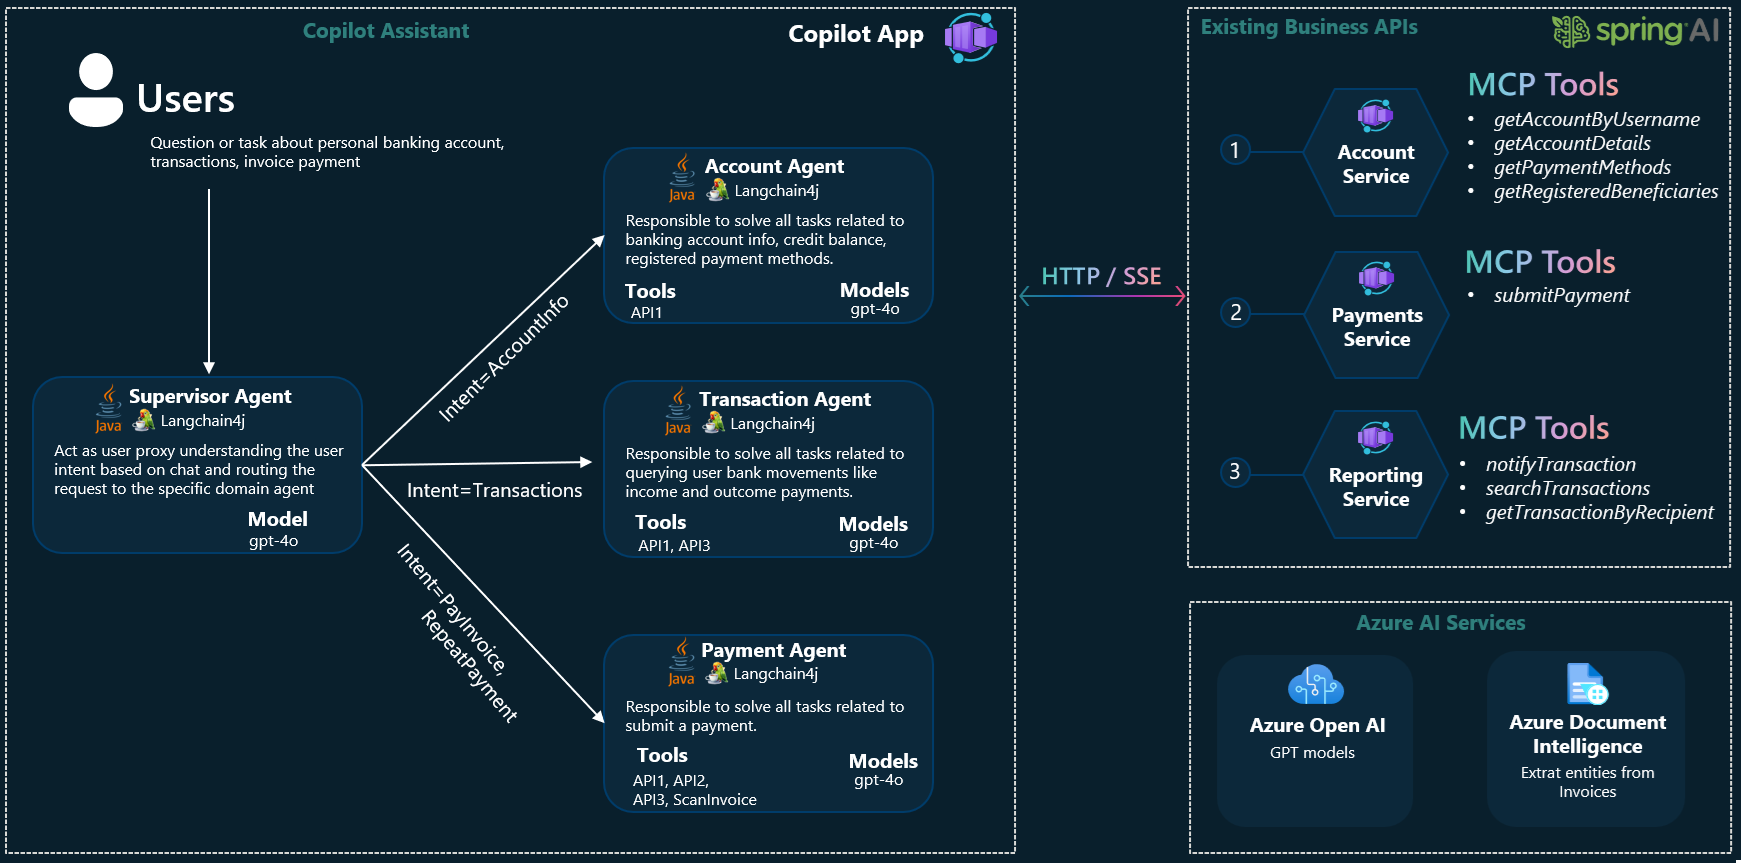 Copilot Assistant
Copilot App
Users
Question or task about personal banking account,
transactions, invoice payment
Supervisor Agent
Java
Langchain4j
Act as user proxy understanding the user
intent based on chat and routing the
request to the specific domain agent
Model
gpt-4o
Intent=AccountInfo
Intent=Transactions
Intent=PayInvoice,
RepeatPayment
Account Agent
Java
Langchain4j
Responsible to solve all tasks related to
banking account info, credit balance,
registered payment methods.
Tools
API1
Models
gpt-4o
Transaction Agent
Java
Langchain4j
Responsible to solve all tasks related to
querying user bank movements like
income and outcome payments.
Tools
API1, API3
Models
gpt-4o
Payment Agent
Java
Langchain4j
Responsible to solve all tasks related to
submit a payment.
Tools
API1, API2,
API3, ScanInvoice
Models
gpt-4o
HTTP / SSE
Existing Business APIs
spring AI
1
Account
Service
MCP Tools
• getAccountByUsername
• getAccountDetails
• getPaymentMethods
• getRegisteredBeneficiaries
2
Payments
Service
MCP Tools
• submitPayment
3
Reporting
Service
MCP Tools
• notifyTransaction
• searchTransactions
• getTransactionByRecipient
Azure AI Services
Azure Open AI
GPT models
Azure Document
Intelligence
Extrat entities from
Invoices